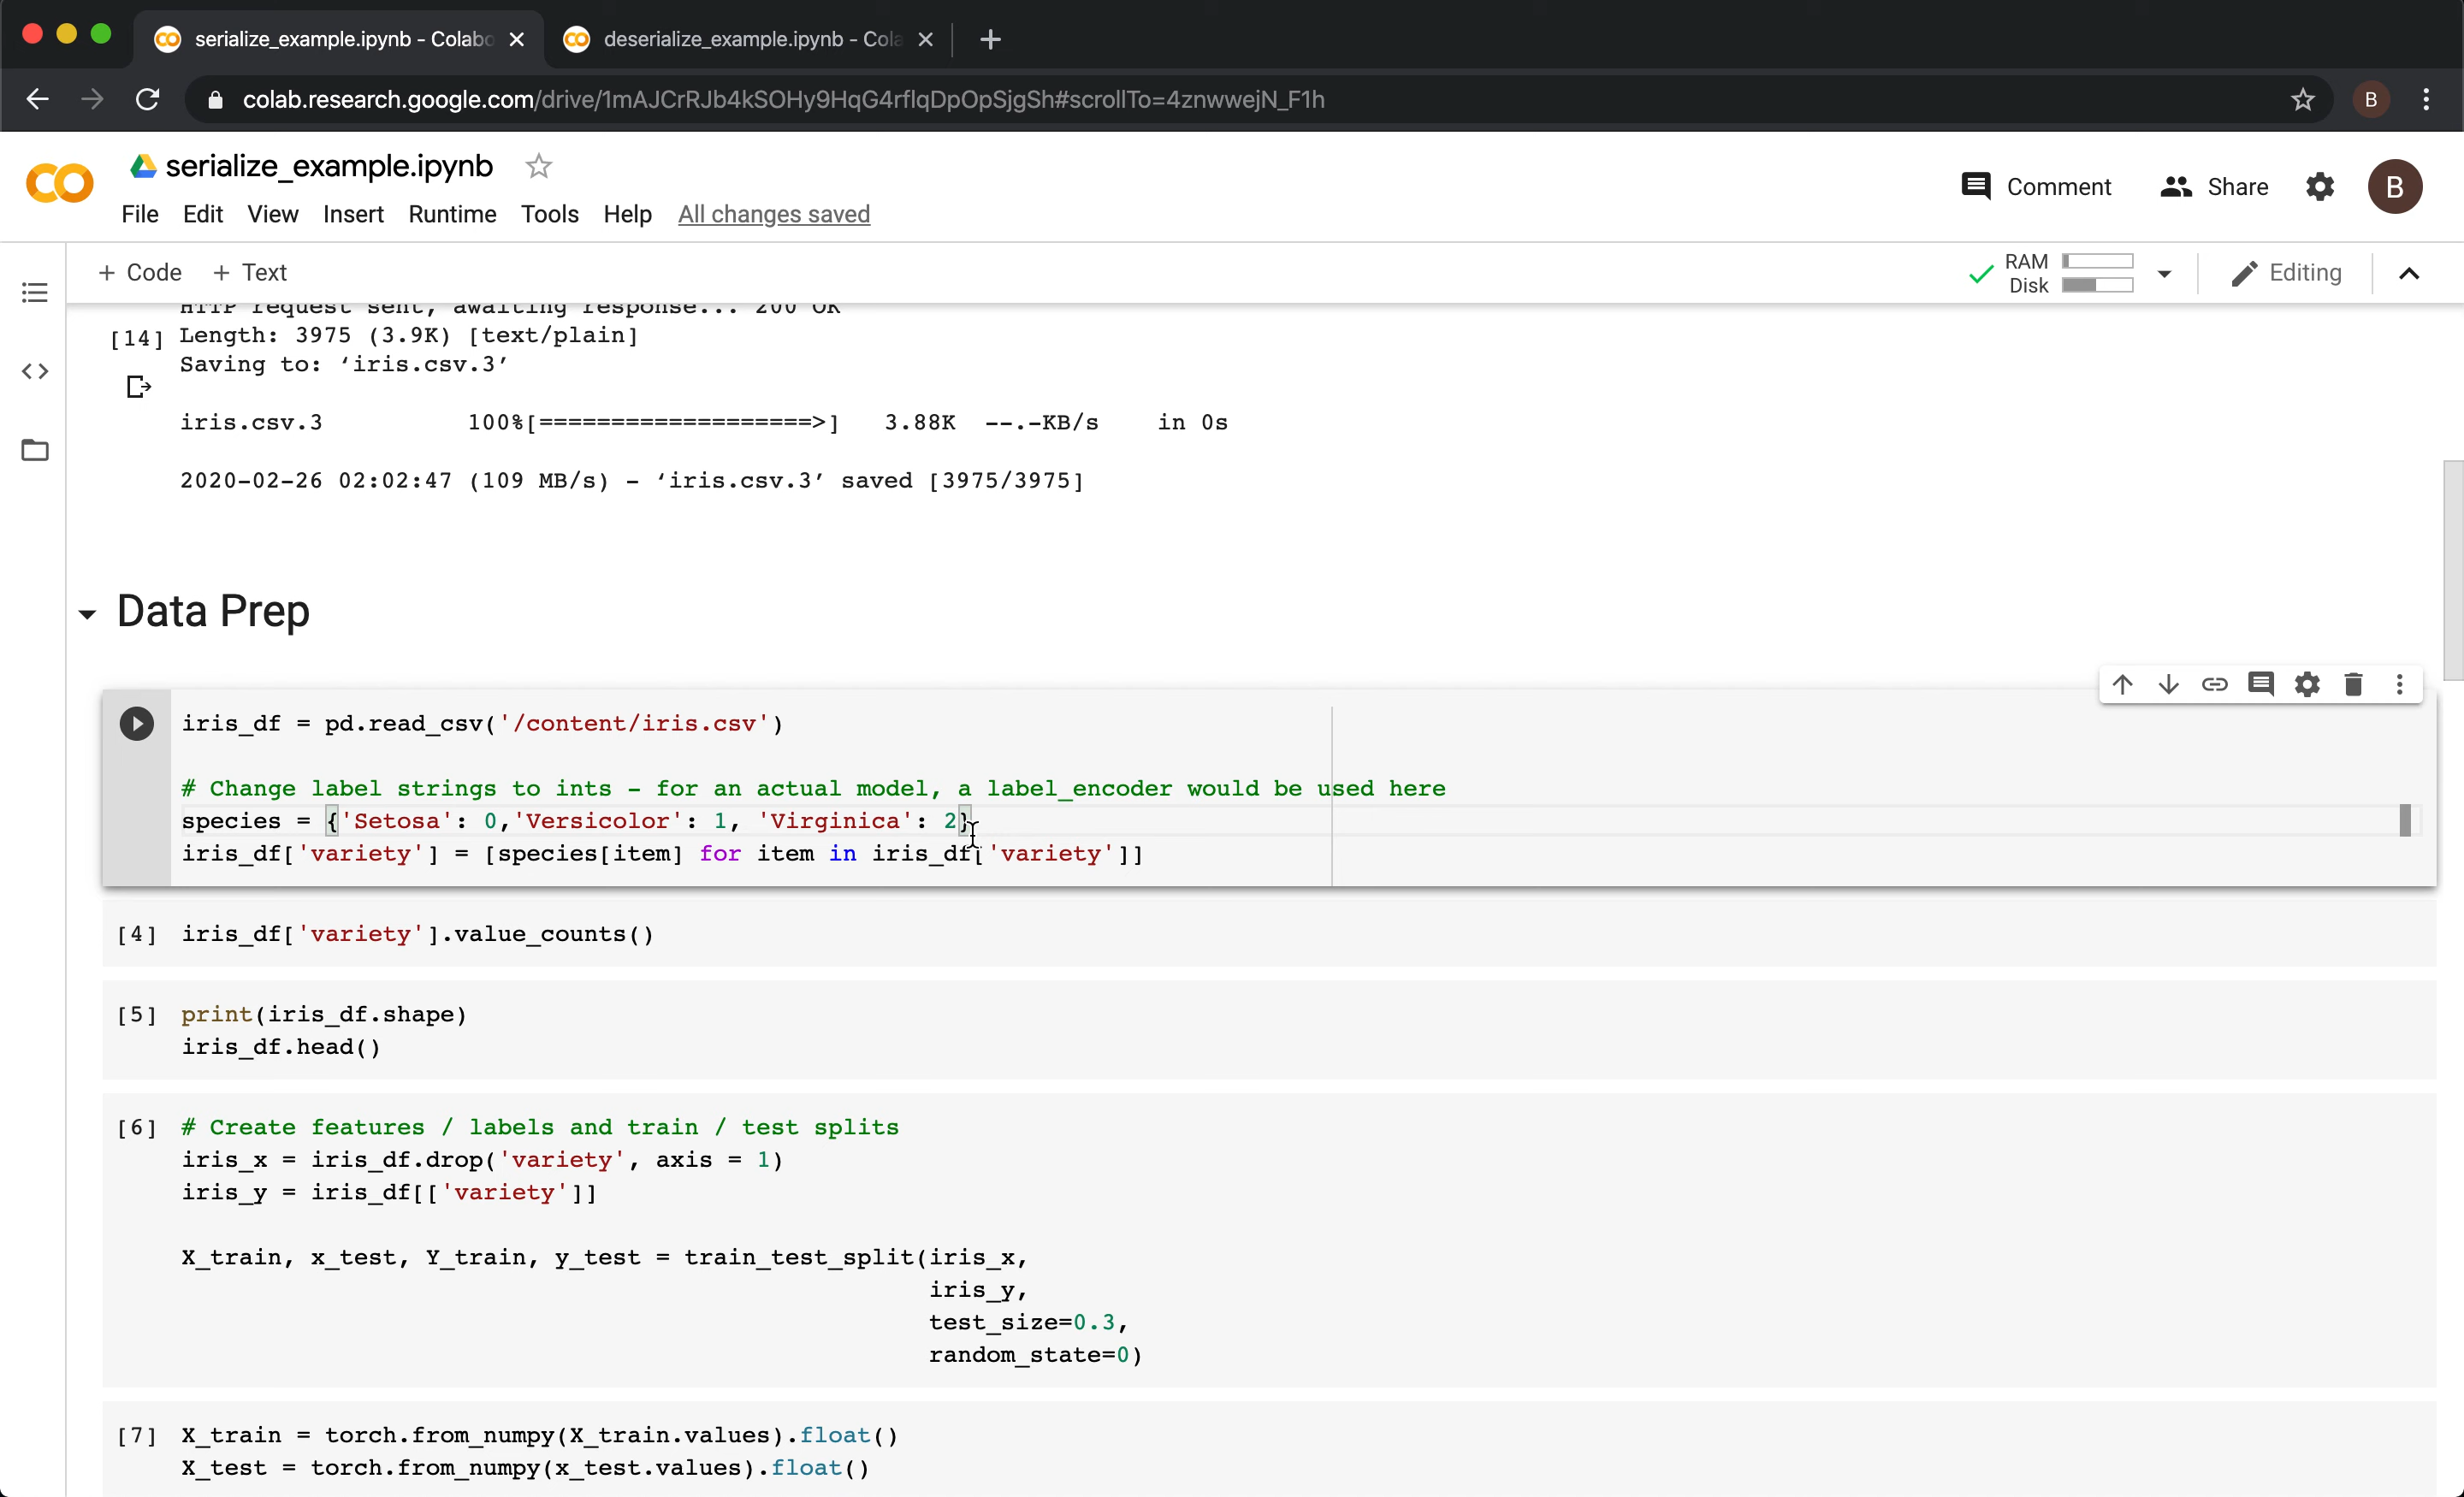 serialize_example.ipynb - Colabo
deserialize_example.ipynb - Cola
colab.research.google.com/drive/1mAJCrRJb4kSOHy9HqG4rflqDpOpSjgSh#scrollTo=4znwwejN_F1h
B
serialize_example.ipynb
Comment
Share
B
File Edit View Insert Runtime Tools Help All changes saved
+ Code + Text
RAM
Disk
Editing
HTTP request sent, awaiting response... 200 OK
[14] Length: 3975 (3.9K) [text/plain]
Saving to: ‘iris.csv.3’
iris.csv.3 100%[===================>] 3.88K --.-KB/s in 0s
2020-02-26 02:02:47 (109 MB/s) - ‘iris.csv.3’ saved [3975/3975]
Data Prep
iris_df = pd.read_csv('/content/iris.csv')
# Change label strings to ints - for an actual model, a label_encoder would be used here
species = {'Setosa': 0,'Versicolor': 1, 'Virginica': 2}
iris_df['variety'] = [species[item] for item in iris_df['variety']]
[4] iris_df['variety'].value_counts()
[5] print(iris_df.shape)
iris_df.head()
[6] # Create features / labels and train / test splits
iris_x = iris_df.drop('variety', axis = 1)
iris_y = iris_df[['variety']]
X_train, x_test, Y_train, y_test = train_test_split(iris_x,
iris_y,
test_size=0.3,
random_state=0)
[7] X_train = torch.from_numpy(X_train.values).float()
X_test = torch.from_numpy(x_test.values).float()